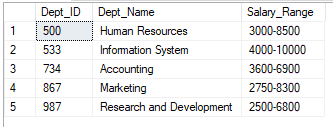 Dept_ID Dept_Name Salary_Range
1 500 Human Resources 3000-8500
2 533 Information System 4000-10000
3 734 Accounting 3600-6900
4 867 Marketing 2750-8300
5 987 Research and Development 2500-6800